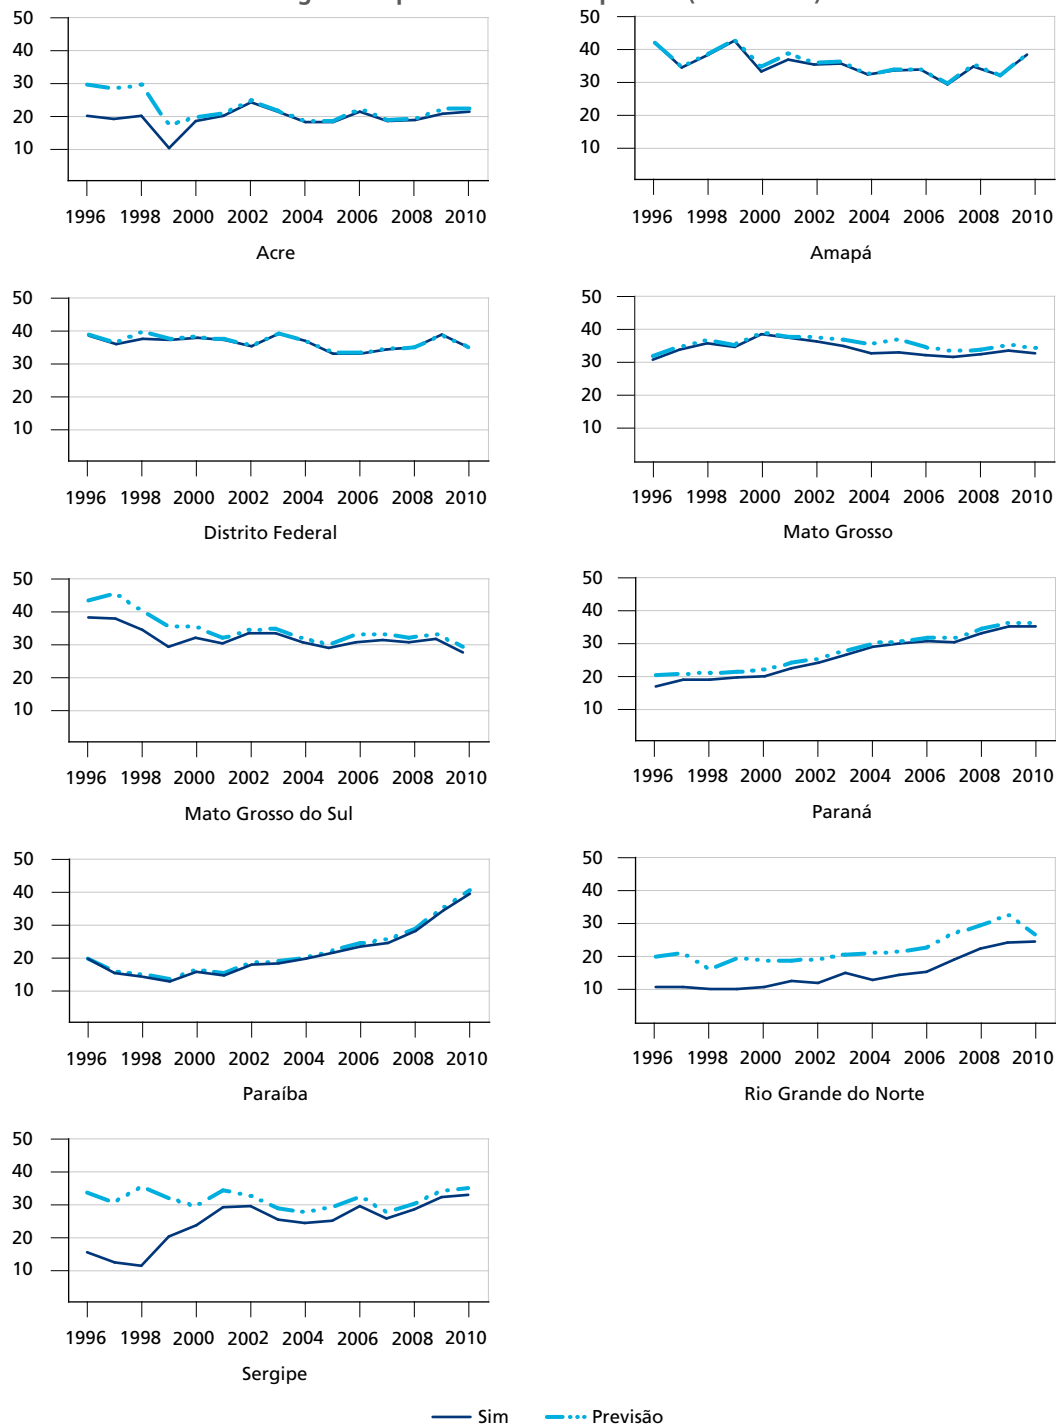 50 50
40 40
30 30
20 20
10 10
1996 1998 2000 2002 2004 2006 2008 2010 1996 1998 2000 2002 2004 2006 2008 2010
Acre Amapá
50 50
40 40
30 30
20 20
10 10
1996 1998 2000 2002 2004 2006 2008 2010 1996 1998 2000 2002 2004 2006 2008 2010
Distrito Federal Mato Grosso
50 50
40 40
30 30
20 20
10 10
1996 1998 2000 2002 2004 2006 2008 2010 1996 1998 2000 2002 2004 2006 2008 2010
Mato Grosso do Sul Paraná
50 50
40 40
30 30
20 20
10 10
1996 1998 2000 2002 2004 2006 2008 2010 1996 1998 2000 2002 2004 2006 2008 2010
Paraíba Rio Grande do Norte
50
40
30
20
10
1996 1998 2000 2002 2004 2006 2008 2010
Sergipe
Sim Previsão